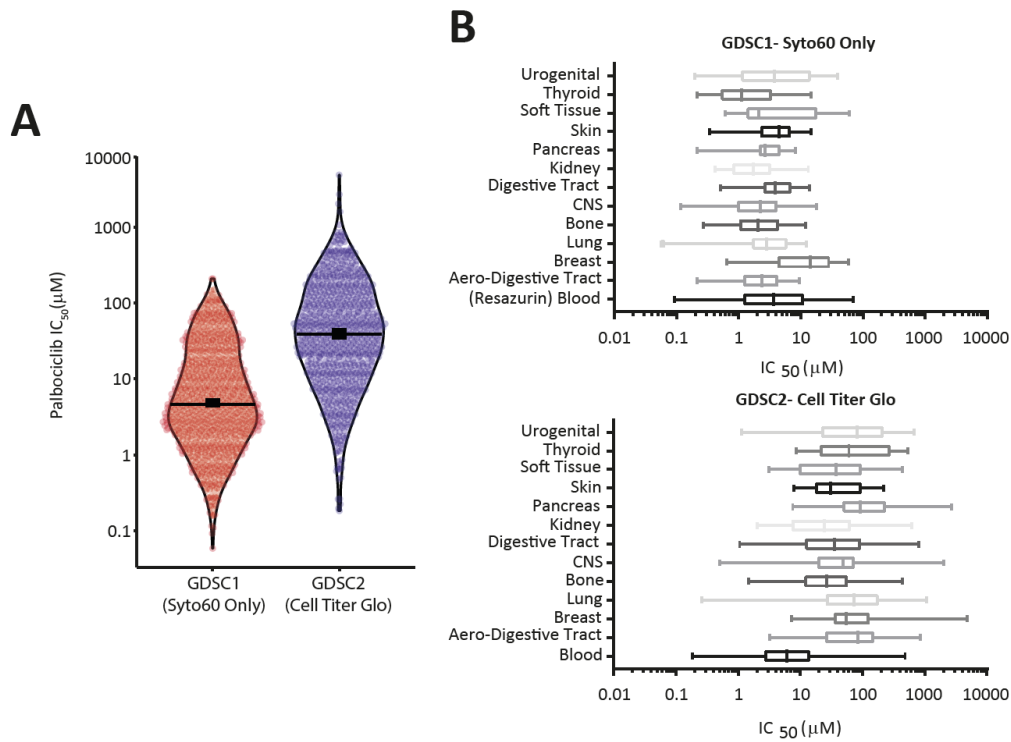 A
Palbociclib IC50(µM)
10000
1000
100
10
1
0.1
GDSC1
(Syto60 Only)
GDSC2
(Cell Titer Glo)
B
GDSC1- Syto60 Only
Urogenital
Thyroid
Soft Tissue
Skin
Pancreas
Kidney
Digestive Tract
CNS
Bone
Lung
Breast
Aero-Digestive Tract
(Resazurin) Blood
0.01 0.1 1 10 100 1000 10000
IC 50 (µM)
GDSC2- Cell Titer Glo
Urogenital
Thyroid
Soft Tissue
Skin
Pancreas
Kidney
Digestive Tract
CNS
Bone
Lung
Breast
Aero-Digestive Tract
Blood
0.01 0.1 1 10 100 1000 10000
IC 50 (µM)